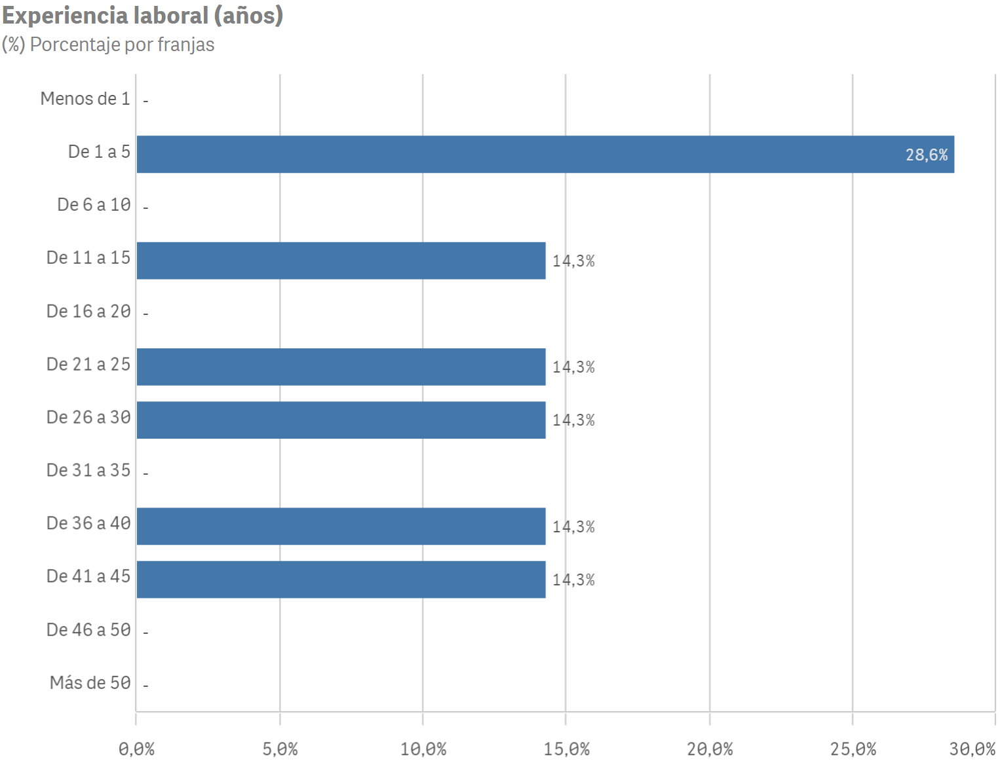 Experiencia laboral (años)
(%) Porcentaje por franjas
Menos de 1 -
De 1 a 5 28,6%
De 6 a 10 -
De 11 a 15 14,3%
De 16 a 20 -
De 21 a 25 14,3%
De 26 a 30 14,3%
De 31 a 35 -
De 36 a 40 14,3%
De 41 a 45 14,3%
De 46 a 50 -
Más de 50 -
0,0% 5,0% 10,0% 15,0% 20,0% 25,0% 30,0%